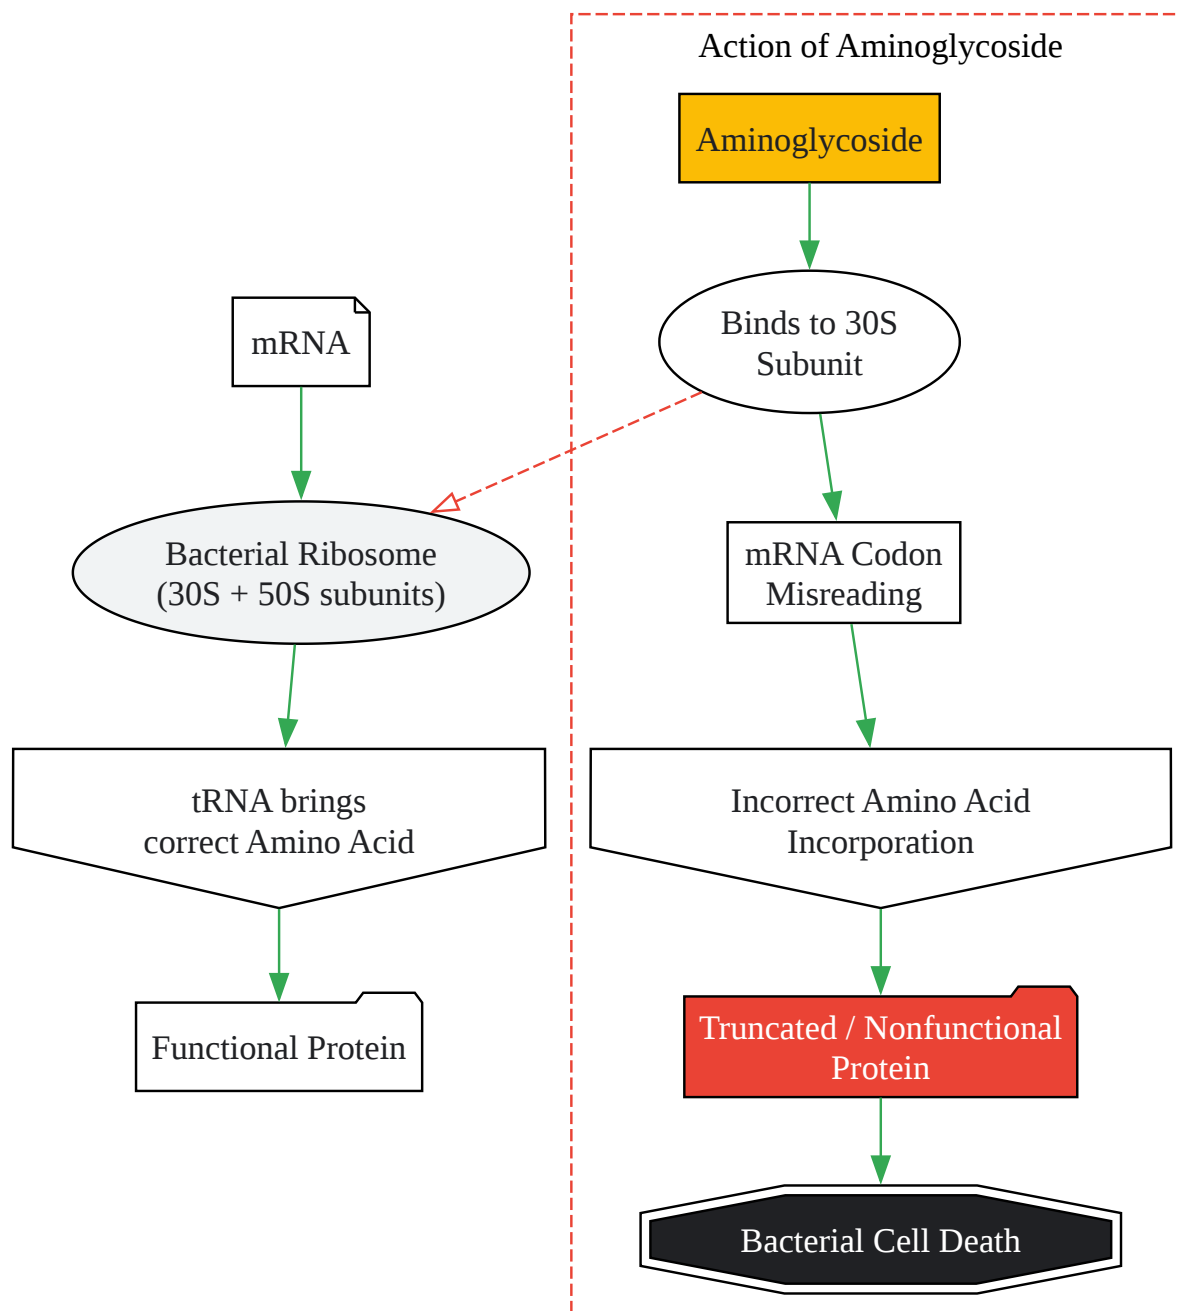 Action of Aminoglycoside
Aminoglycoside
Binds to 30S
Subunit
mRNA
Bacterial Ribosome
(30S + 50S subunits)
mRNA Codon
Misreading
tRNA brings
correct Amino Acid
Incorrect Amino Acid
Incorporation
Functional Protein
Truncated / Nonfunctional
Protein
Bacterial Cell Death